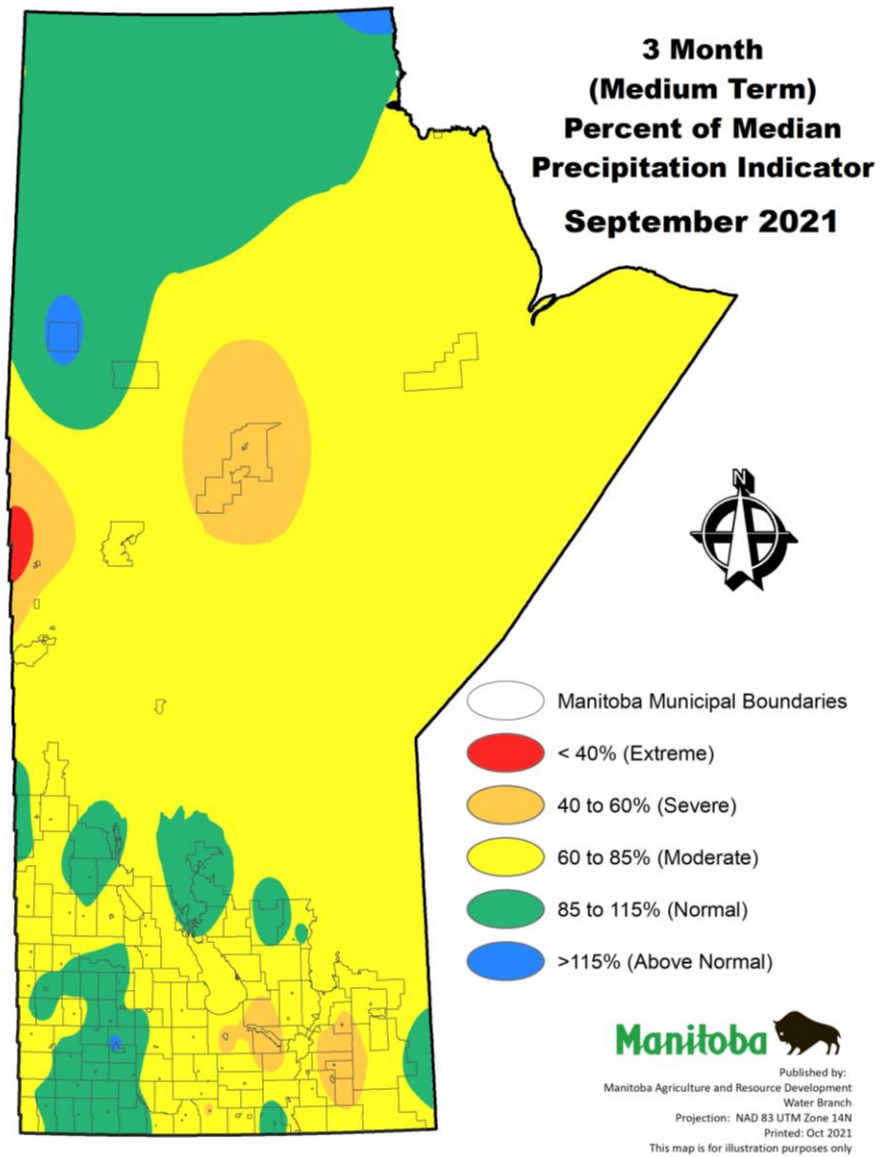 3 Month
(Medium Term)
Percent of Median
Precipitation Indicator
September 2021
N
Manitoba Municipal Boundaries
< 40% (Extreme)
40 to 60% (Severe)
60 to 85% (Moderate)
85 to 115% (Normal)
>115% (Above Normal)
Manitoba
Published by:
Manitoba Agriculture and Resource Development
Water Branch
Projection: NAD 83 UTM Zone 14N
Printed: Oct 2021
This map is for illustration purposes only